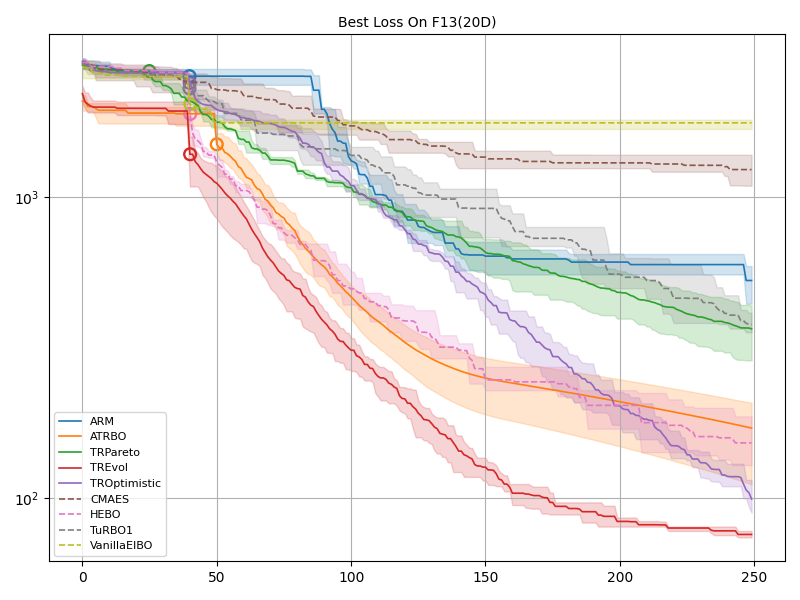 Best Loss On F13(20D)
10³
10²
ARM
ATRBO
TRPareto
TREvol
TROptimistic
CMAES
HEBO
TuRBO1
VanillaEIBO
0 50 100 150 200 250